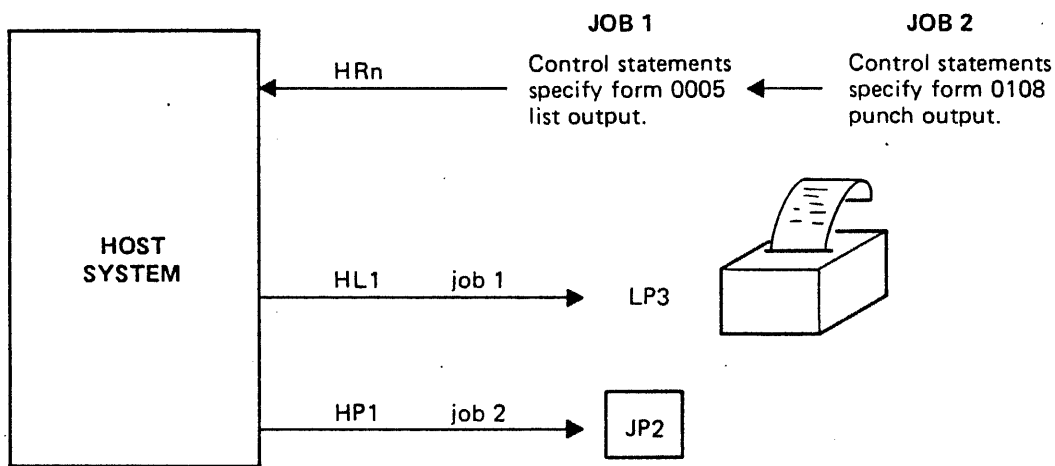 JOB 1
JOB 2
HRn
Control statements
specify form 0005
list output.
Control statements
specify form 0108
punch output.
HOST
SYSTEM
HL1 job 1
LP3
HP1 job 2
JP2